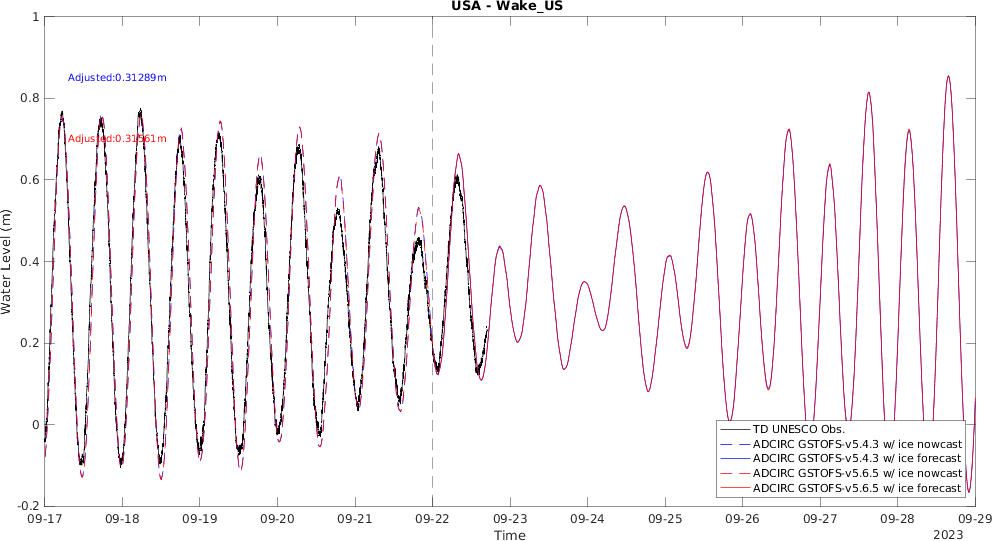 USA - Wake_US
Water Level (m)
1
0.8
0.6
0.4
0.2
0
-0.2
Adjusted:0.31289m
Adjusted:0.31561m
TD UNESCO Obs.
ADCIRC GSTOFS-v5.4.3 w/ ice nowcast
ADCIRC GSTOFS-v5.4.3 w/ ice forecast
ADCIRC GSTOFS-v5.6.5 w/ ice nowcast
ADCIRC GSTOFS-v5.6.5 w/ ice forecast
09-17 09-18 09-19 09-20 09-21 09-22 09-23 09-24 09-25 09-26 09-27 09-28 09-29
Time
2023